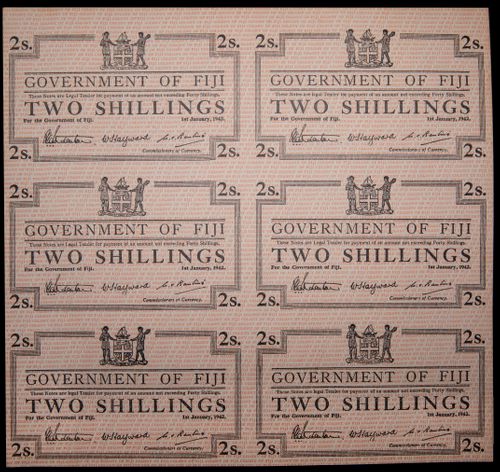 2s. 2s. 2s. 2s.
GOVERNMENT OF FIJI GOVERNMENT OF FIJI
These Notes are Legal Tender for payment of an amount not exceeding Forty Shillings. These Notes are Legal Tender for payment of an amount not exceeding Forty Shillings.
TWO SHILLINGS TWO SHILLINGS
For the Government of Fiji. 1st January, 1942. For the Government of Fiji. 1st January, 1942.
W Hayward W Hayward
2s. Commissioners of Currency. 2s. 2s. Commissioners of Currency. 2s.
2s. 2s. 2s. 2s.
GOVERNMENT OF FIJI GOVERNMENT OF FIJI
These Notes are Legal Tender for payment of an amount not exceeding Forty Shillings. These Notes are Legal Tender for payment of an amount not exceeding Forty Shillings.
TWO SHILLINGS TWO SHILLINGS
For the Government of Fiji. 1st January, 1942. For the Government of Fiji. 1st January, 1942.
W Hayward W Hayward
2s. Commissioners of Currency. 2s. 2s. Commissioners of Currency. 2s.
2s. 2s. 2s. 2s.
GOVERNMENT OF FIJI GOVERNMENT OF FIJI
These Notes are Legal Tender for payment of an amount not exceeding Forty Shillings. These Notes are Legal Tender for payment of an amount not exceeding Forty Shillings.
TWO SHILLINGS TWO SHILLINGS
For the Government of Fiji. 1st January, 1942. For the Government of Fiji. 1st January, 1942.
W Hayward W Hayward
2s. Commissioners of Currency. 2s. 2s. Commissioners of Currency. 2s.